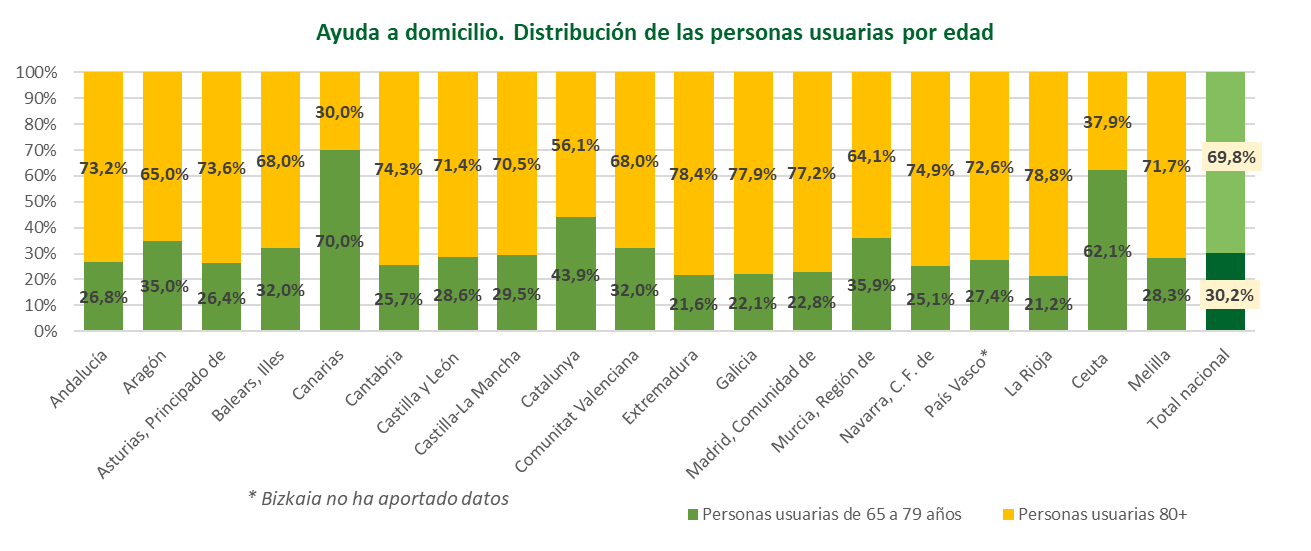 Ayuda a domicilio. Distribución de las personas usuarias por edad
100%
90%
80%
70%
60%
50%
40%
30%
20%
10%
0%
73,2%
65,0%
73,6%
68,0%
30,0%
74,3%
71,4%
70,5%
56,1%
68,0%
78,4%
77,9%
77,2%
64,1%
74,9%
72,6%
78,8%
37,9%
71,7%
69,8%
26,8%
35,0%
26,4%
32,0%
70,0%
25,7%
28,6%
29,5%
43,9%
32,0%
21,6%
22,1%
22,8%
35,9%
25,1%
27,4%
21,2%
62,1%
28,3%
30,2%
Andalucía
Aragón
Asturias, Principado de
Balears, Illes
Canarias
Cantabria
Castilla y León
Castilla-La Mancha
Catalunya
Comunitat Valenciana
Extremadura
Galicia
Madrid, Comunidad de
Murcia, Región de
Navarra, C. F. de
País Vasco*
La Rioja
Ceuta
Melilla
Total nacional
* Bizkaia no ha aportado datos
Personas usuarias de 65 a 79 años
Personas usuarias 80+